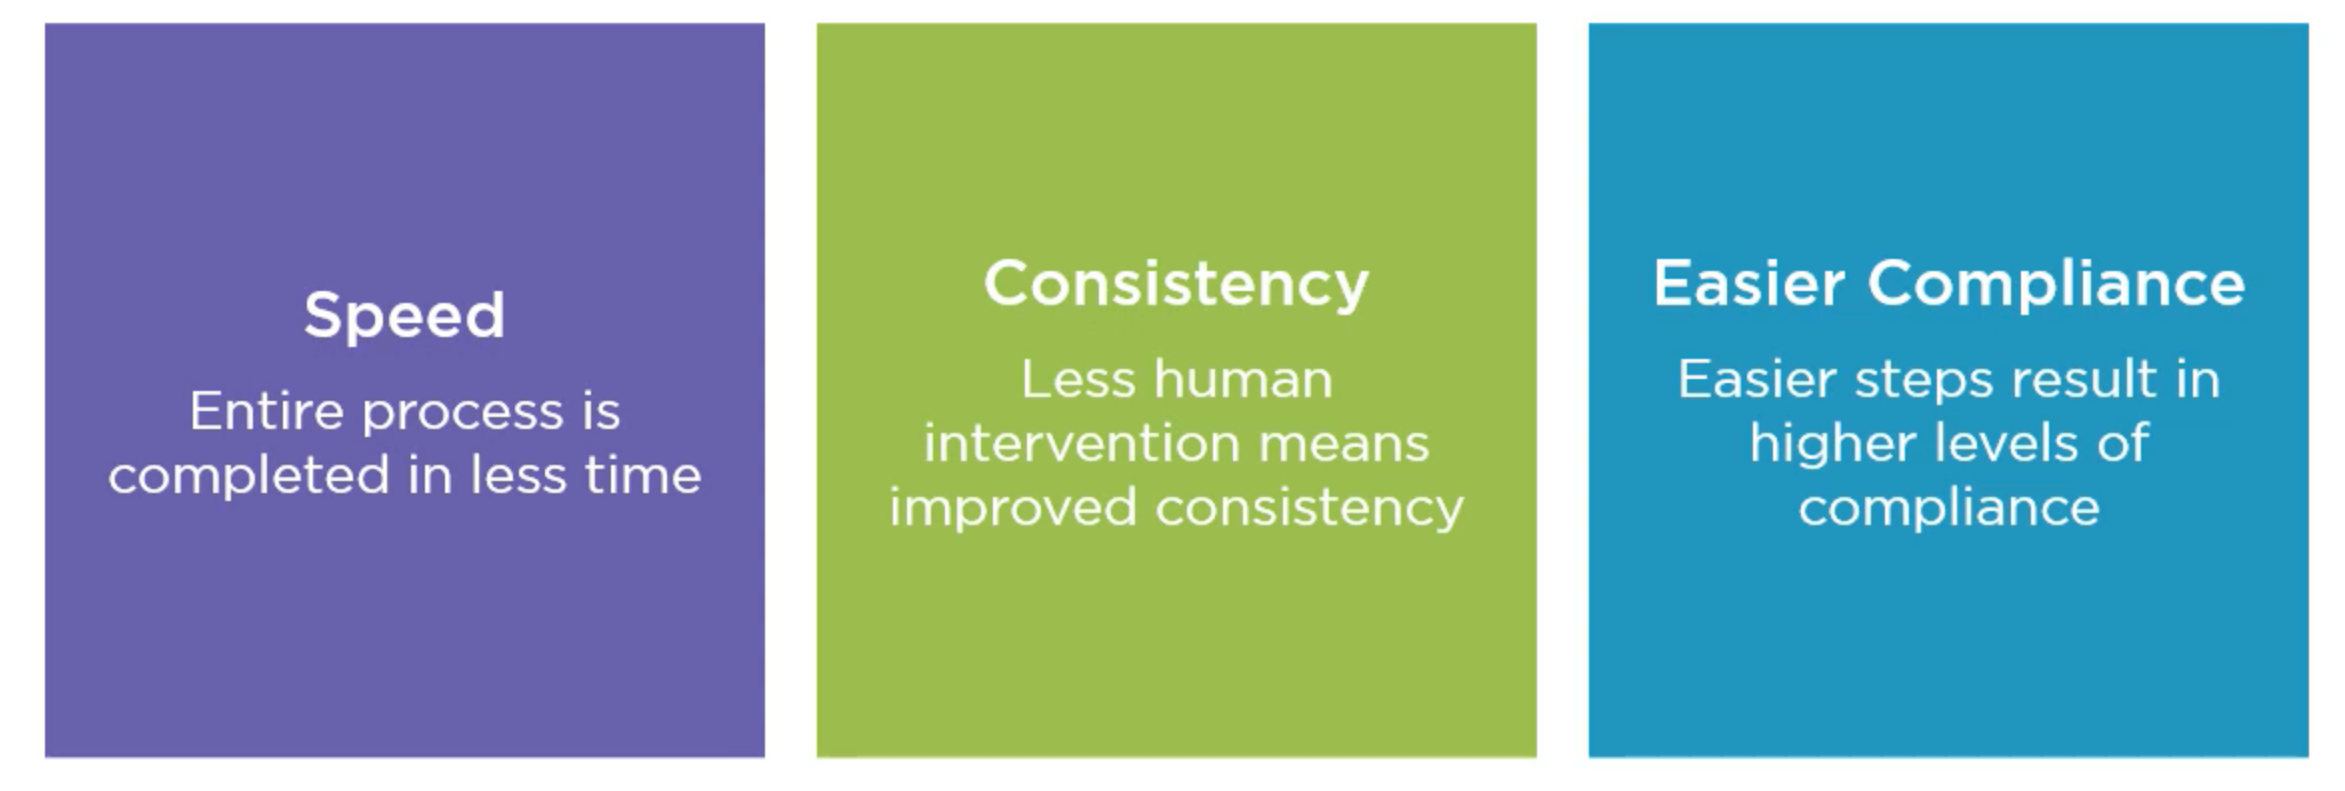 Speed
Entire process is
completed in less time
Consistency
Less human
intervention means
improved consistency
Easier Compliance
Easier steps result in
higher levels of
compliance